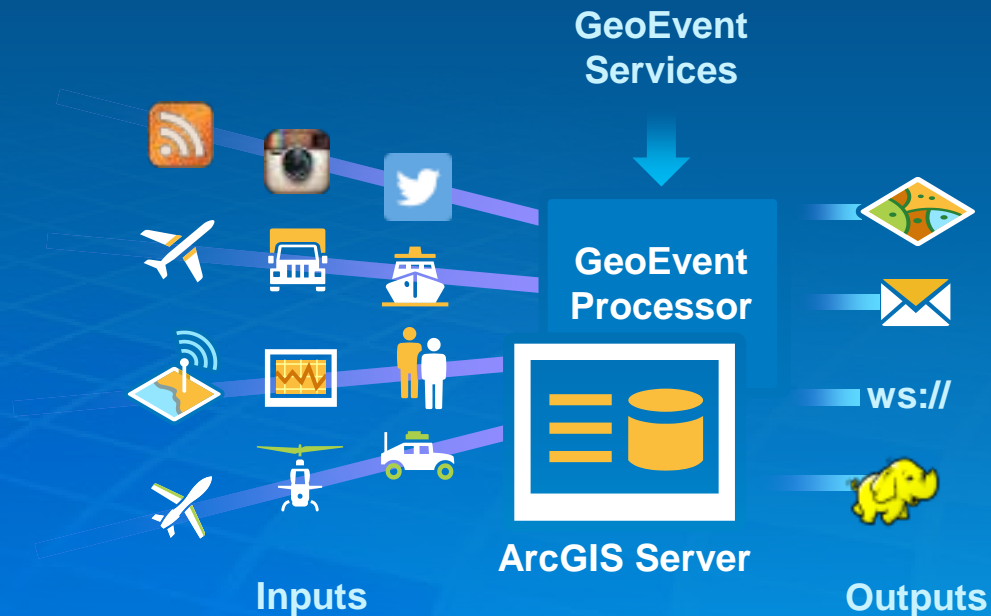 GeoEvent
Services
GeoEvent
Processor
ws://
ArcGIS Server
Inputs
Outputs